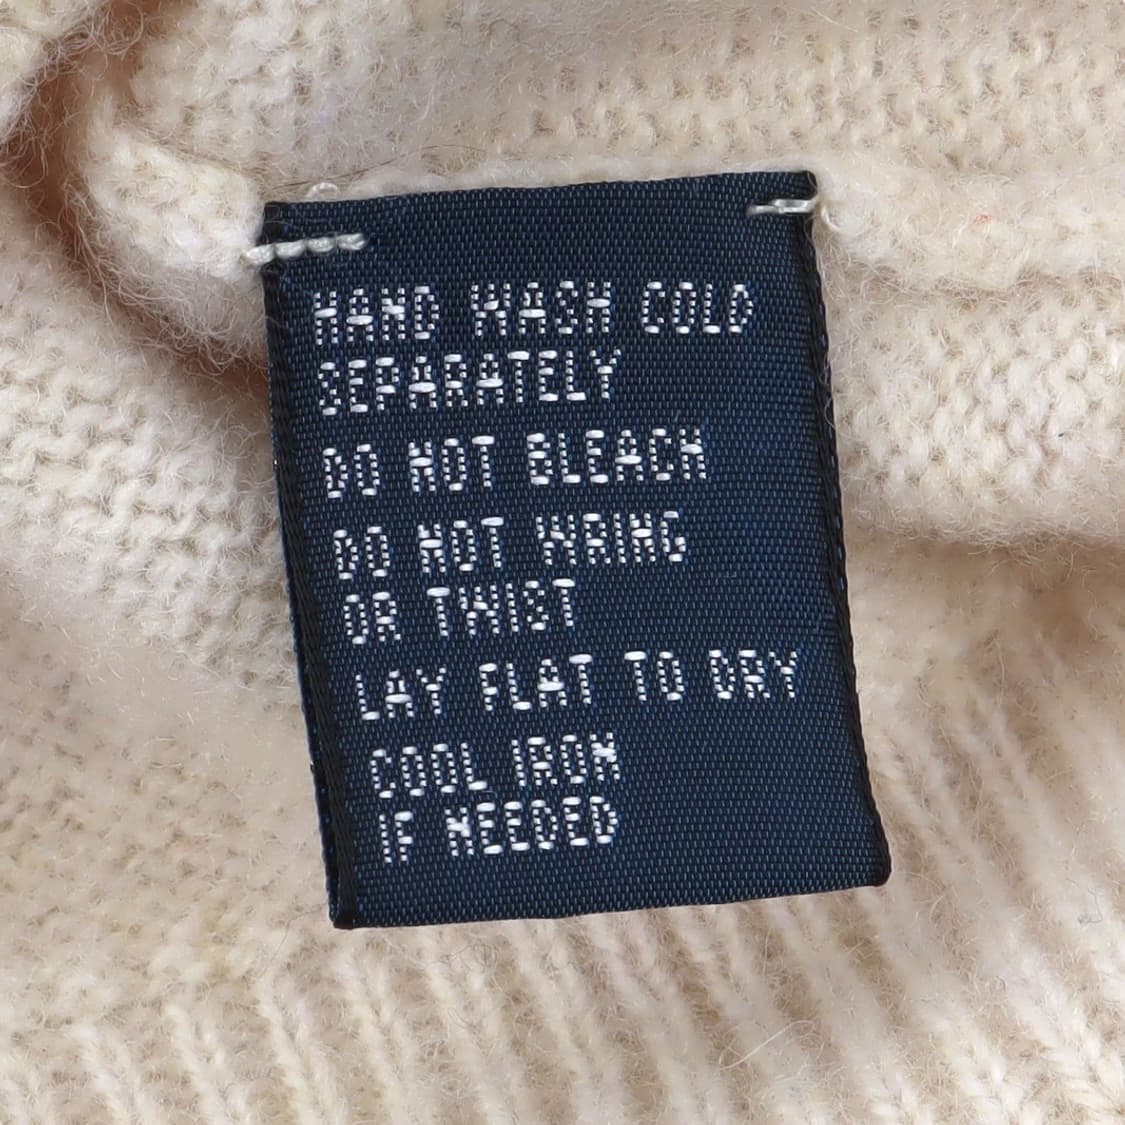 HAND WASH COLD
SEPARATELY
DO NOT BLEACH
DO NOT WRING
OR TWIST
LAY FLAT TO DRY
COOL IRON
IF NEEDED